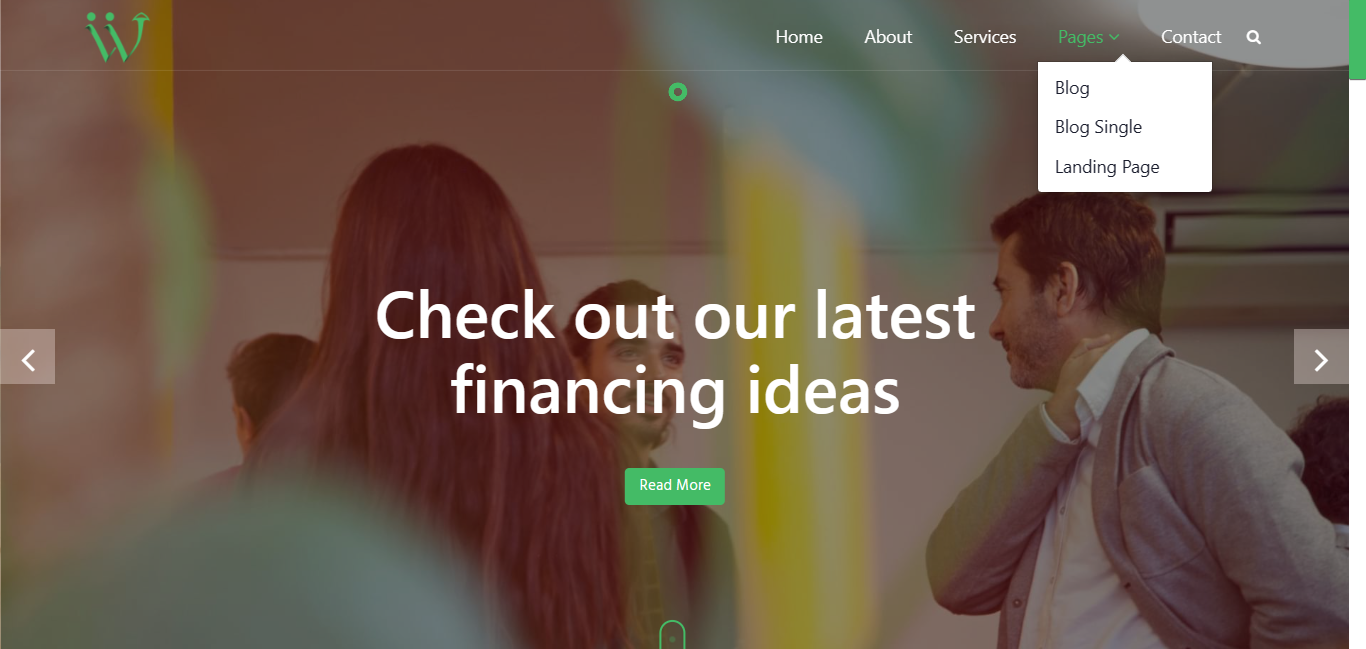 Home About Services Pages Contact
Blog
Blog Single
Landing Page
Check out our latest
financing ideas
Read More